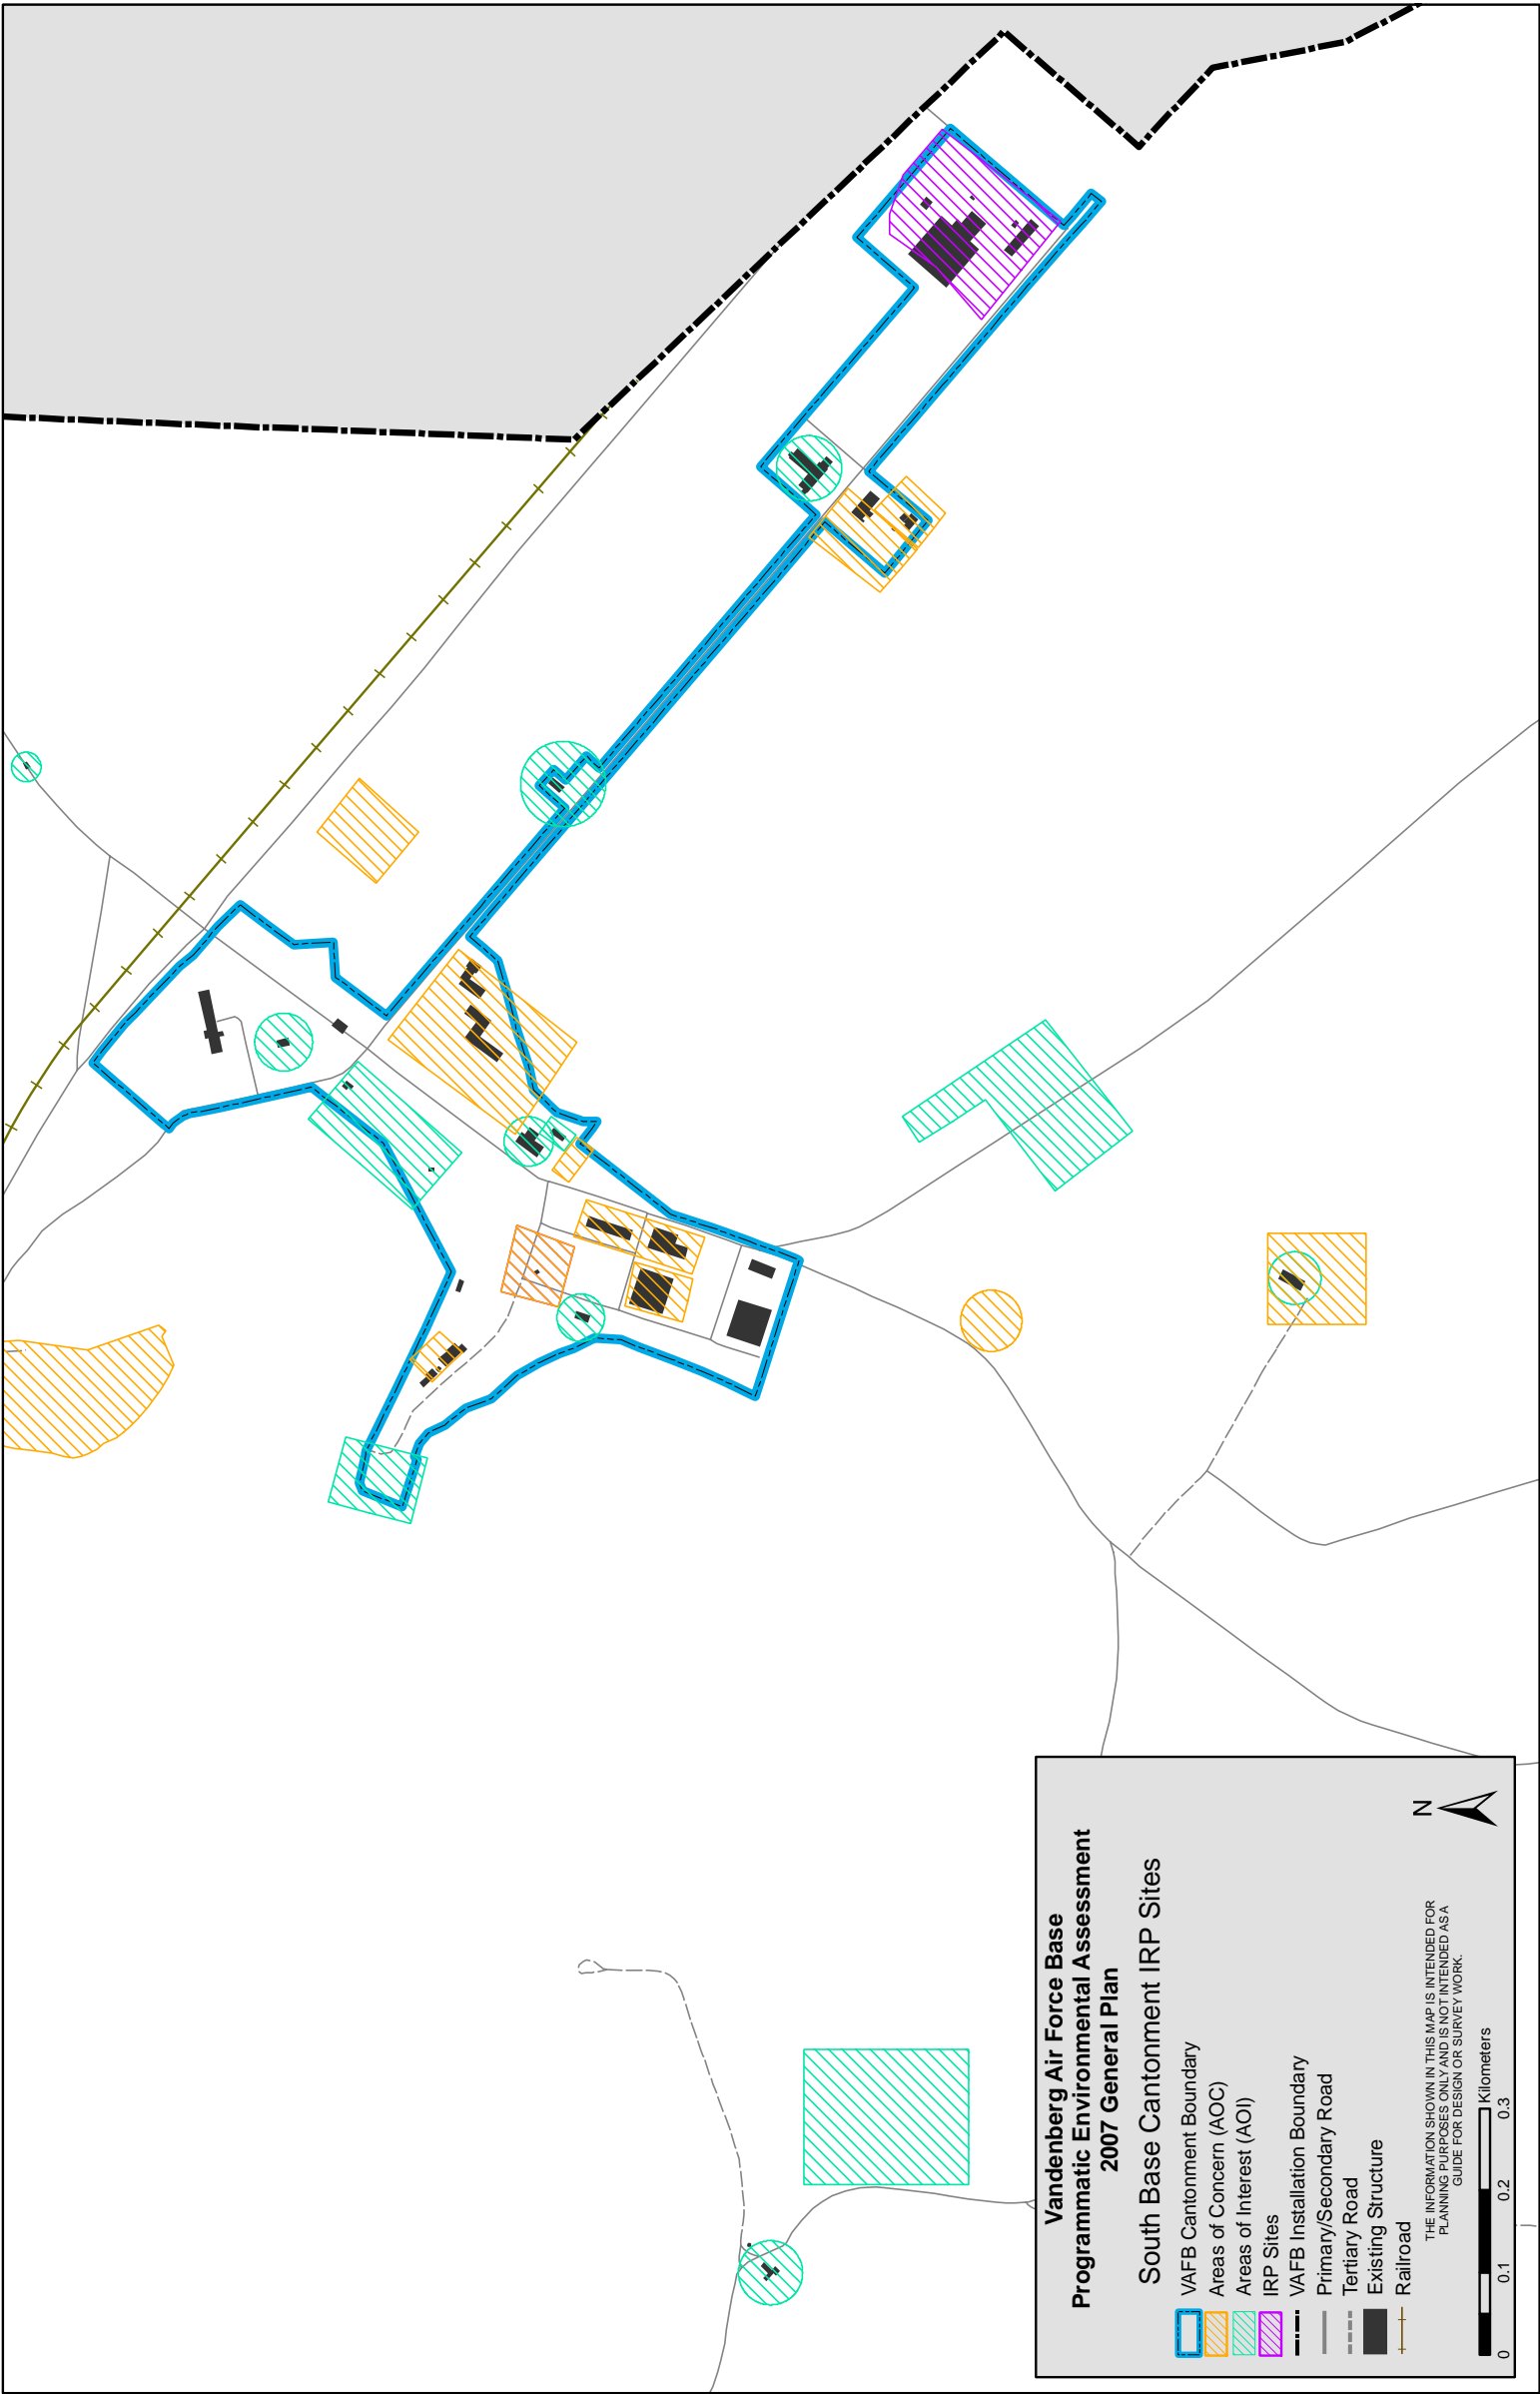 Vandenberg Air Force Base
Programmatic Environmental Assessment
2007 General Plan
South Base Cantonment IRP Sites
VAFB Cantonment Boundary
Areas of Concern (AOC)
Areas of Interest (AOI)
IRP Sites
VAFB Installation Boundary
Primary/Secondary Road
Tertiary Road
Existing Structure
Railroad
N
THE INFORMATION SHOWN IN THIS MAP IS INTENDED FOR
PLANNING PURPOSES ONLY AND IS NOT INTENDED AS A
GUIDE FOR DESIGN OR SURVEY WORK.
Kilometers
0 0.1 0.2 0.3